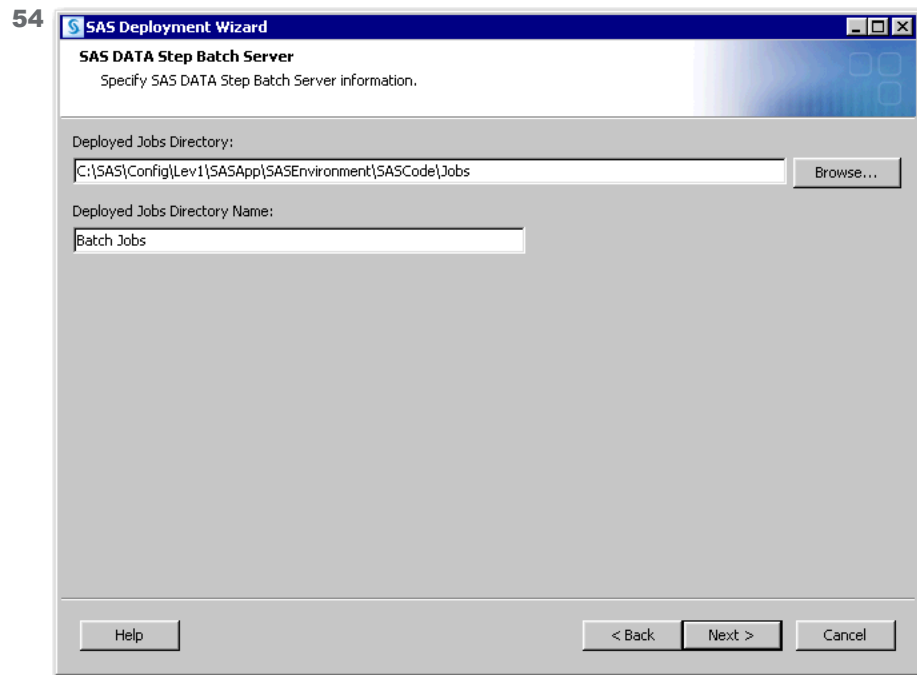 54
SAS Deployment Wizard
SAS DATA Step Batch Server
Specify SAS DATA Step Batch Server information.
Deployed Jobs Directory:
C:\SAS\Config\Lev1\SASApp\SASEnvironment\SASCode\Jobs
Browse...
Deployed Jobs Directory Name:
Batch Jobs
Help
< Back
Next >
Cancel